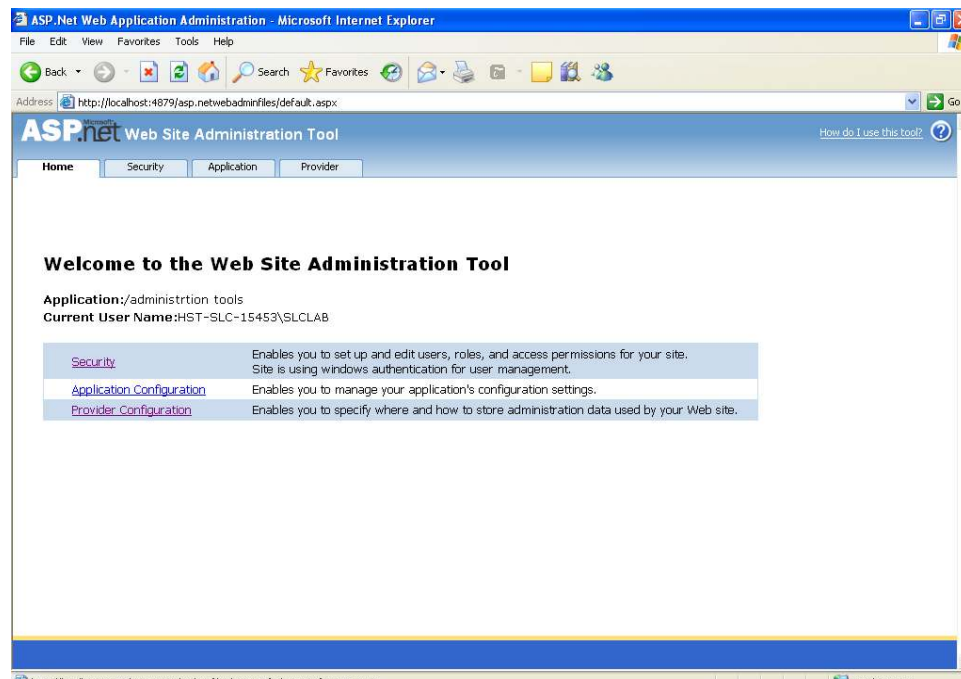 ASP.Net Web Application Administration - Microsoft Internet Explorer
File Edit View Favorites Tools Help
Back Search Favorites
Address http://localhost:4879/asp.netwebadminfiles/default.aspx Go
Microsoft
ASP.net Web Site Administration Tool How do I use this tool? ?
Home Security Application Provider
Welcome to the Web Site Administration Tool
Application:/administrtion tools
Current User Name:HST-SLC-15453\SLCLAB
Security Enables you to set up and edit users, roles, and access permissions for your site.
Site is using windows authentication for user management.
Application Configuration Enables you to manage your application's configuration settings.
Provider Configuration Enables you to specify where and how to store administration data used by your Web site.